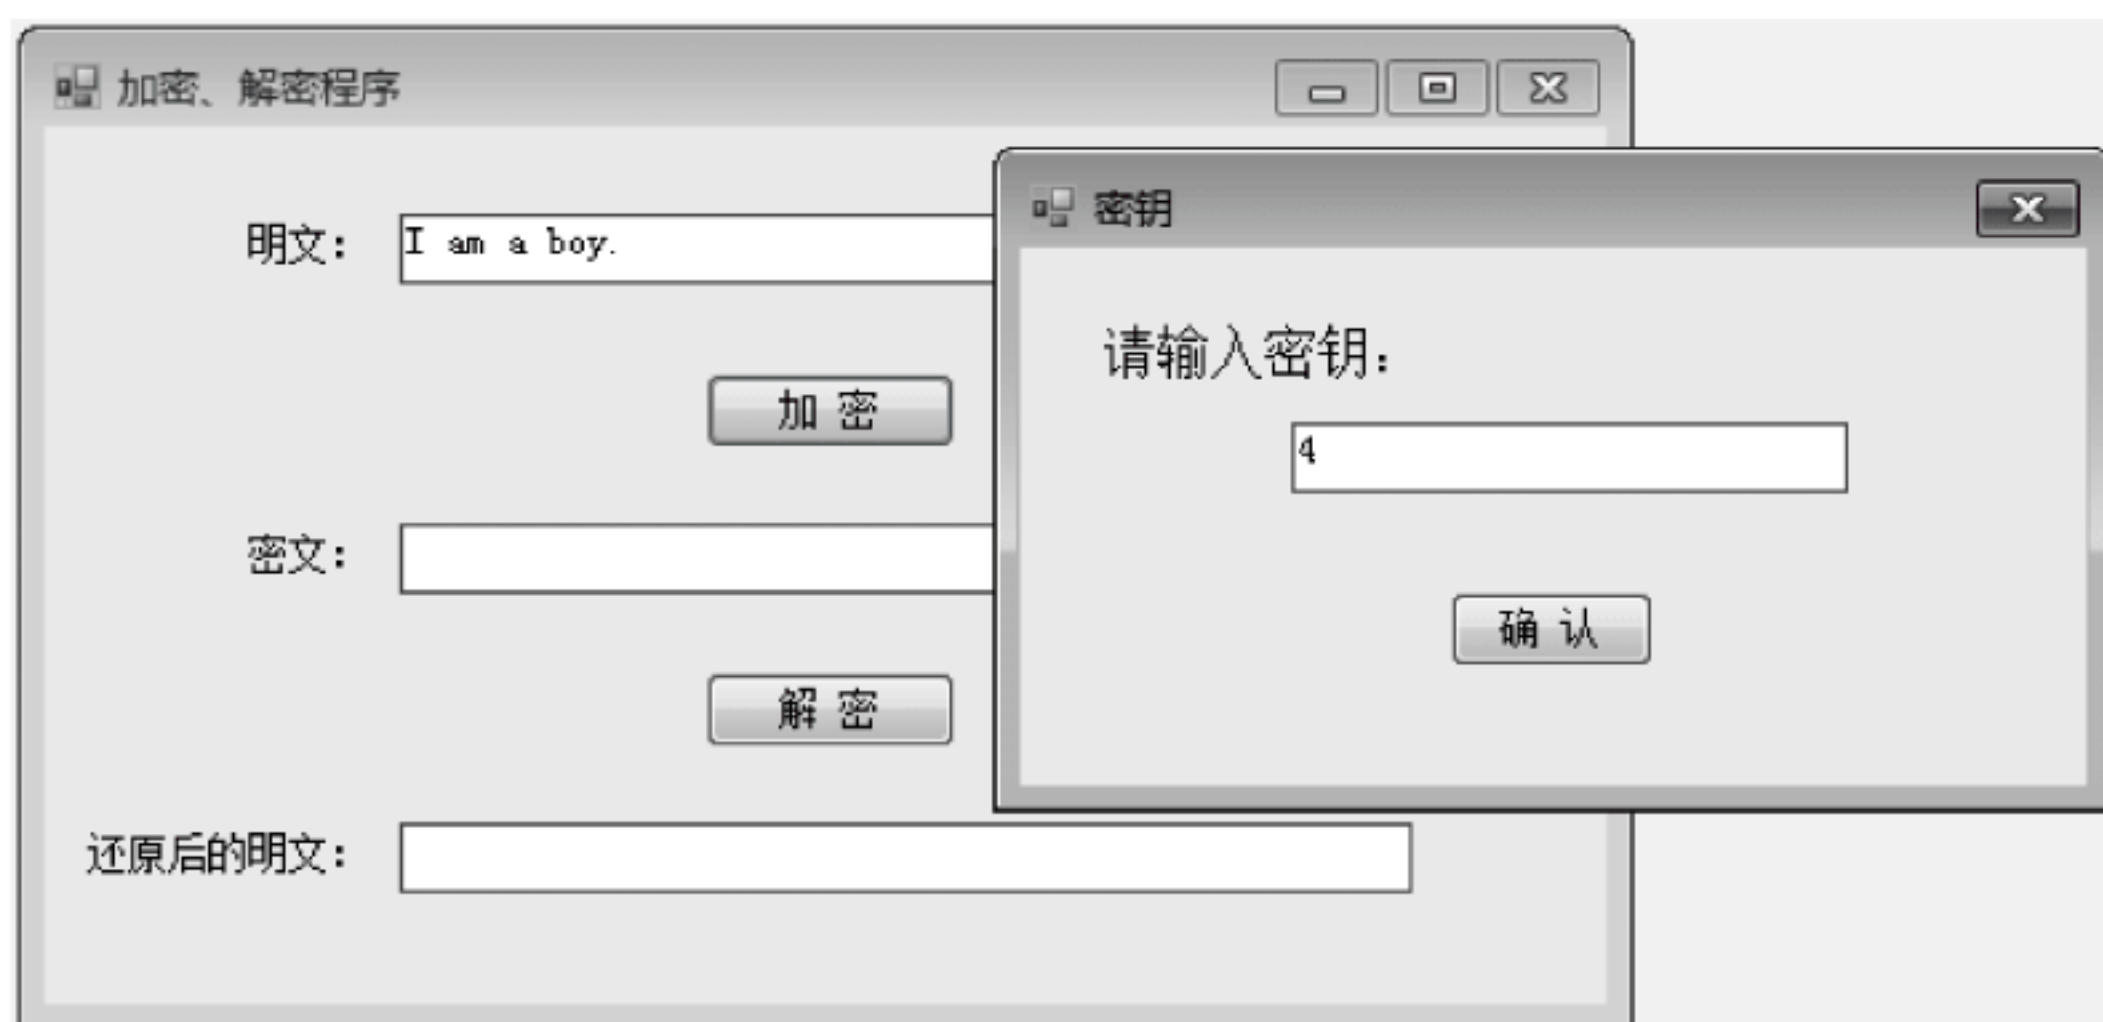 加密、解密程序
明文：
I am a boy.
加 密
密文：
解 密
还原后的明文：
密钥
请输入密钥：
4
确 认